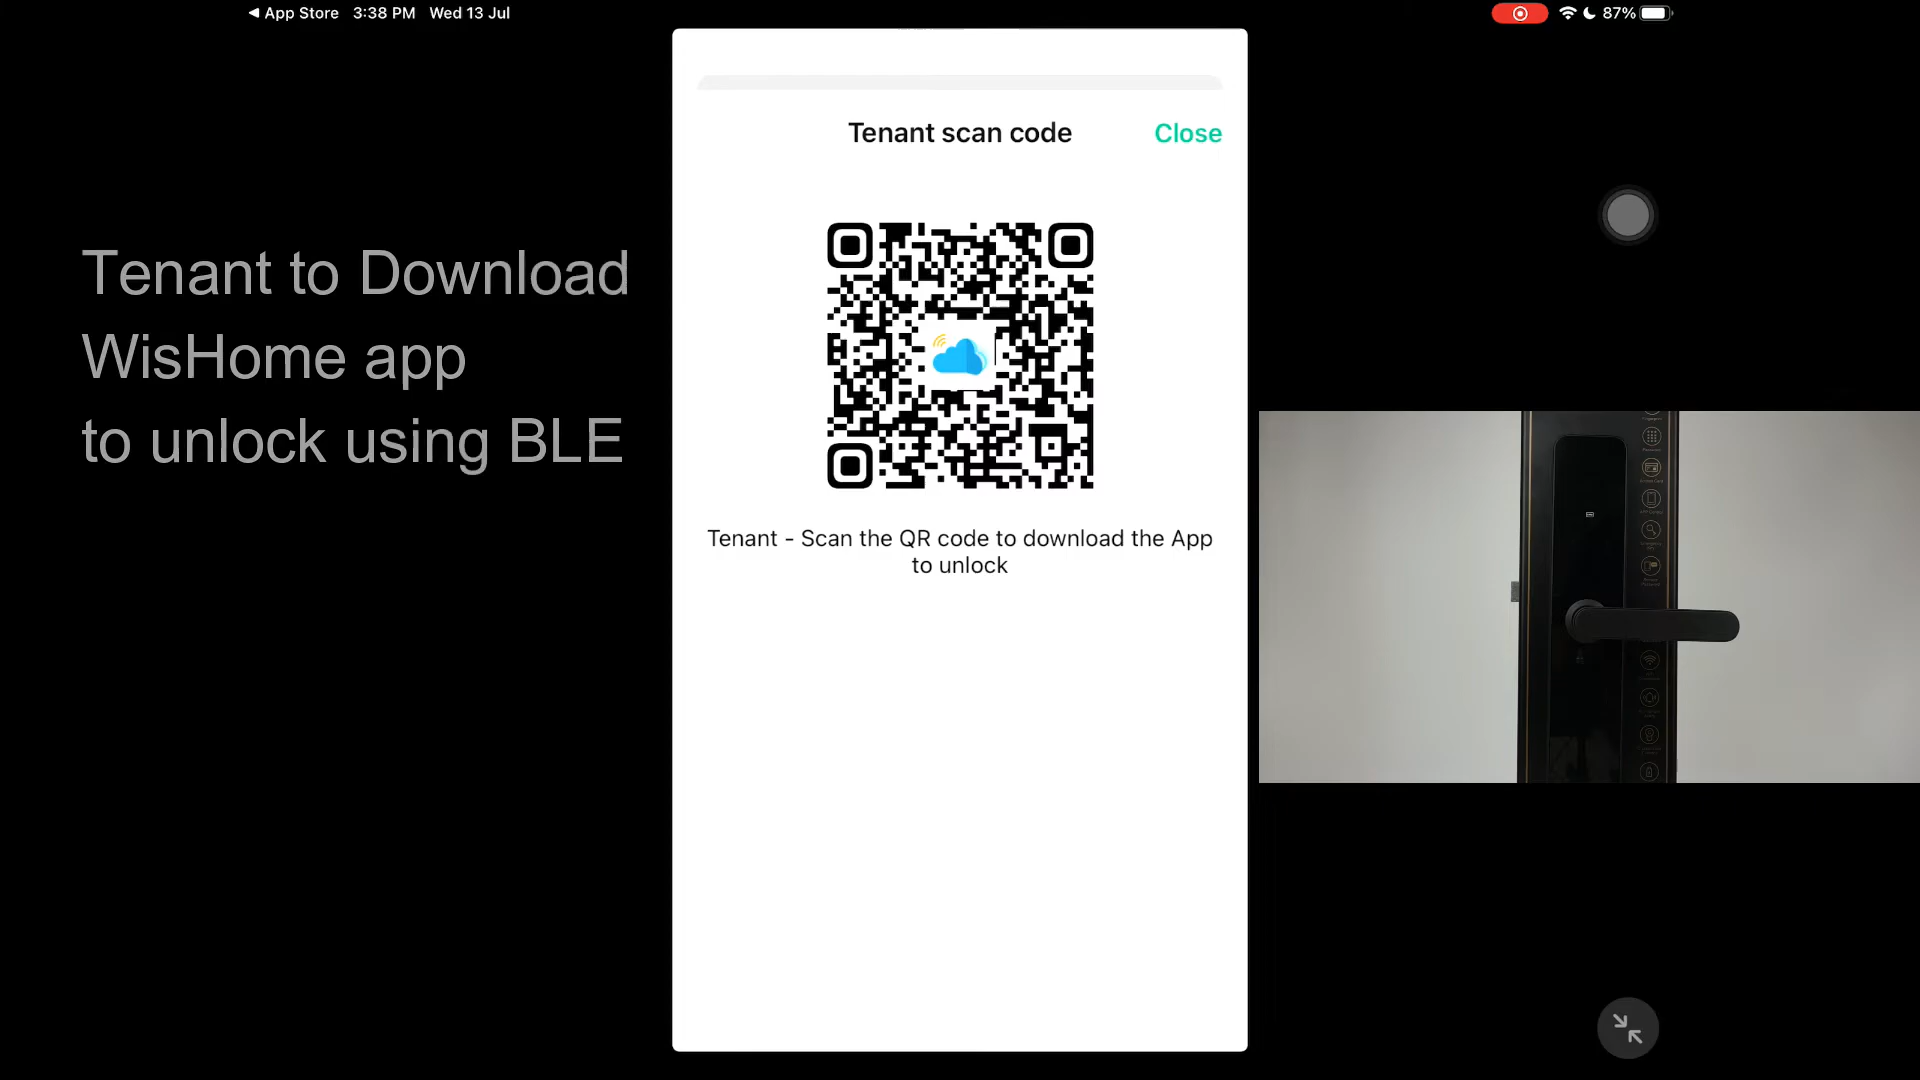 App Store 3:38 PM Wed 13 Jul
87%
Tenant scan code
Close
Tenant to Download
WisHome app
to unlock using BLE
Tenant - Scan the QR code to download the App
to unlock